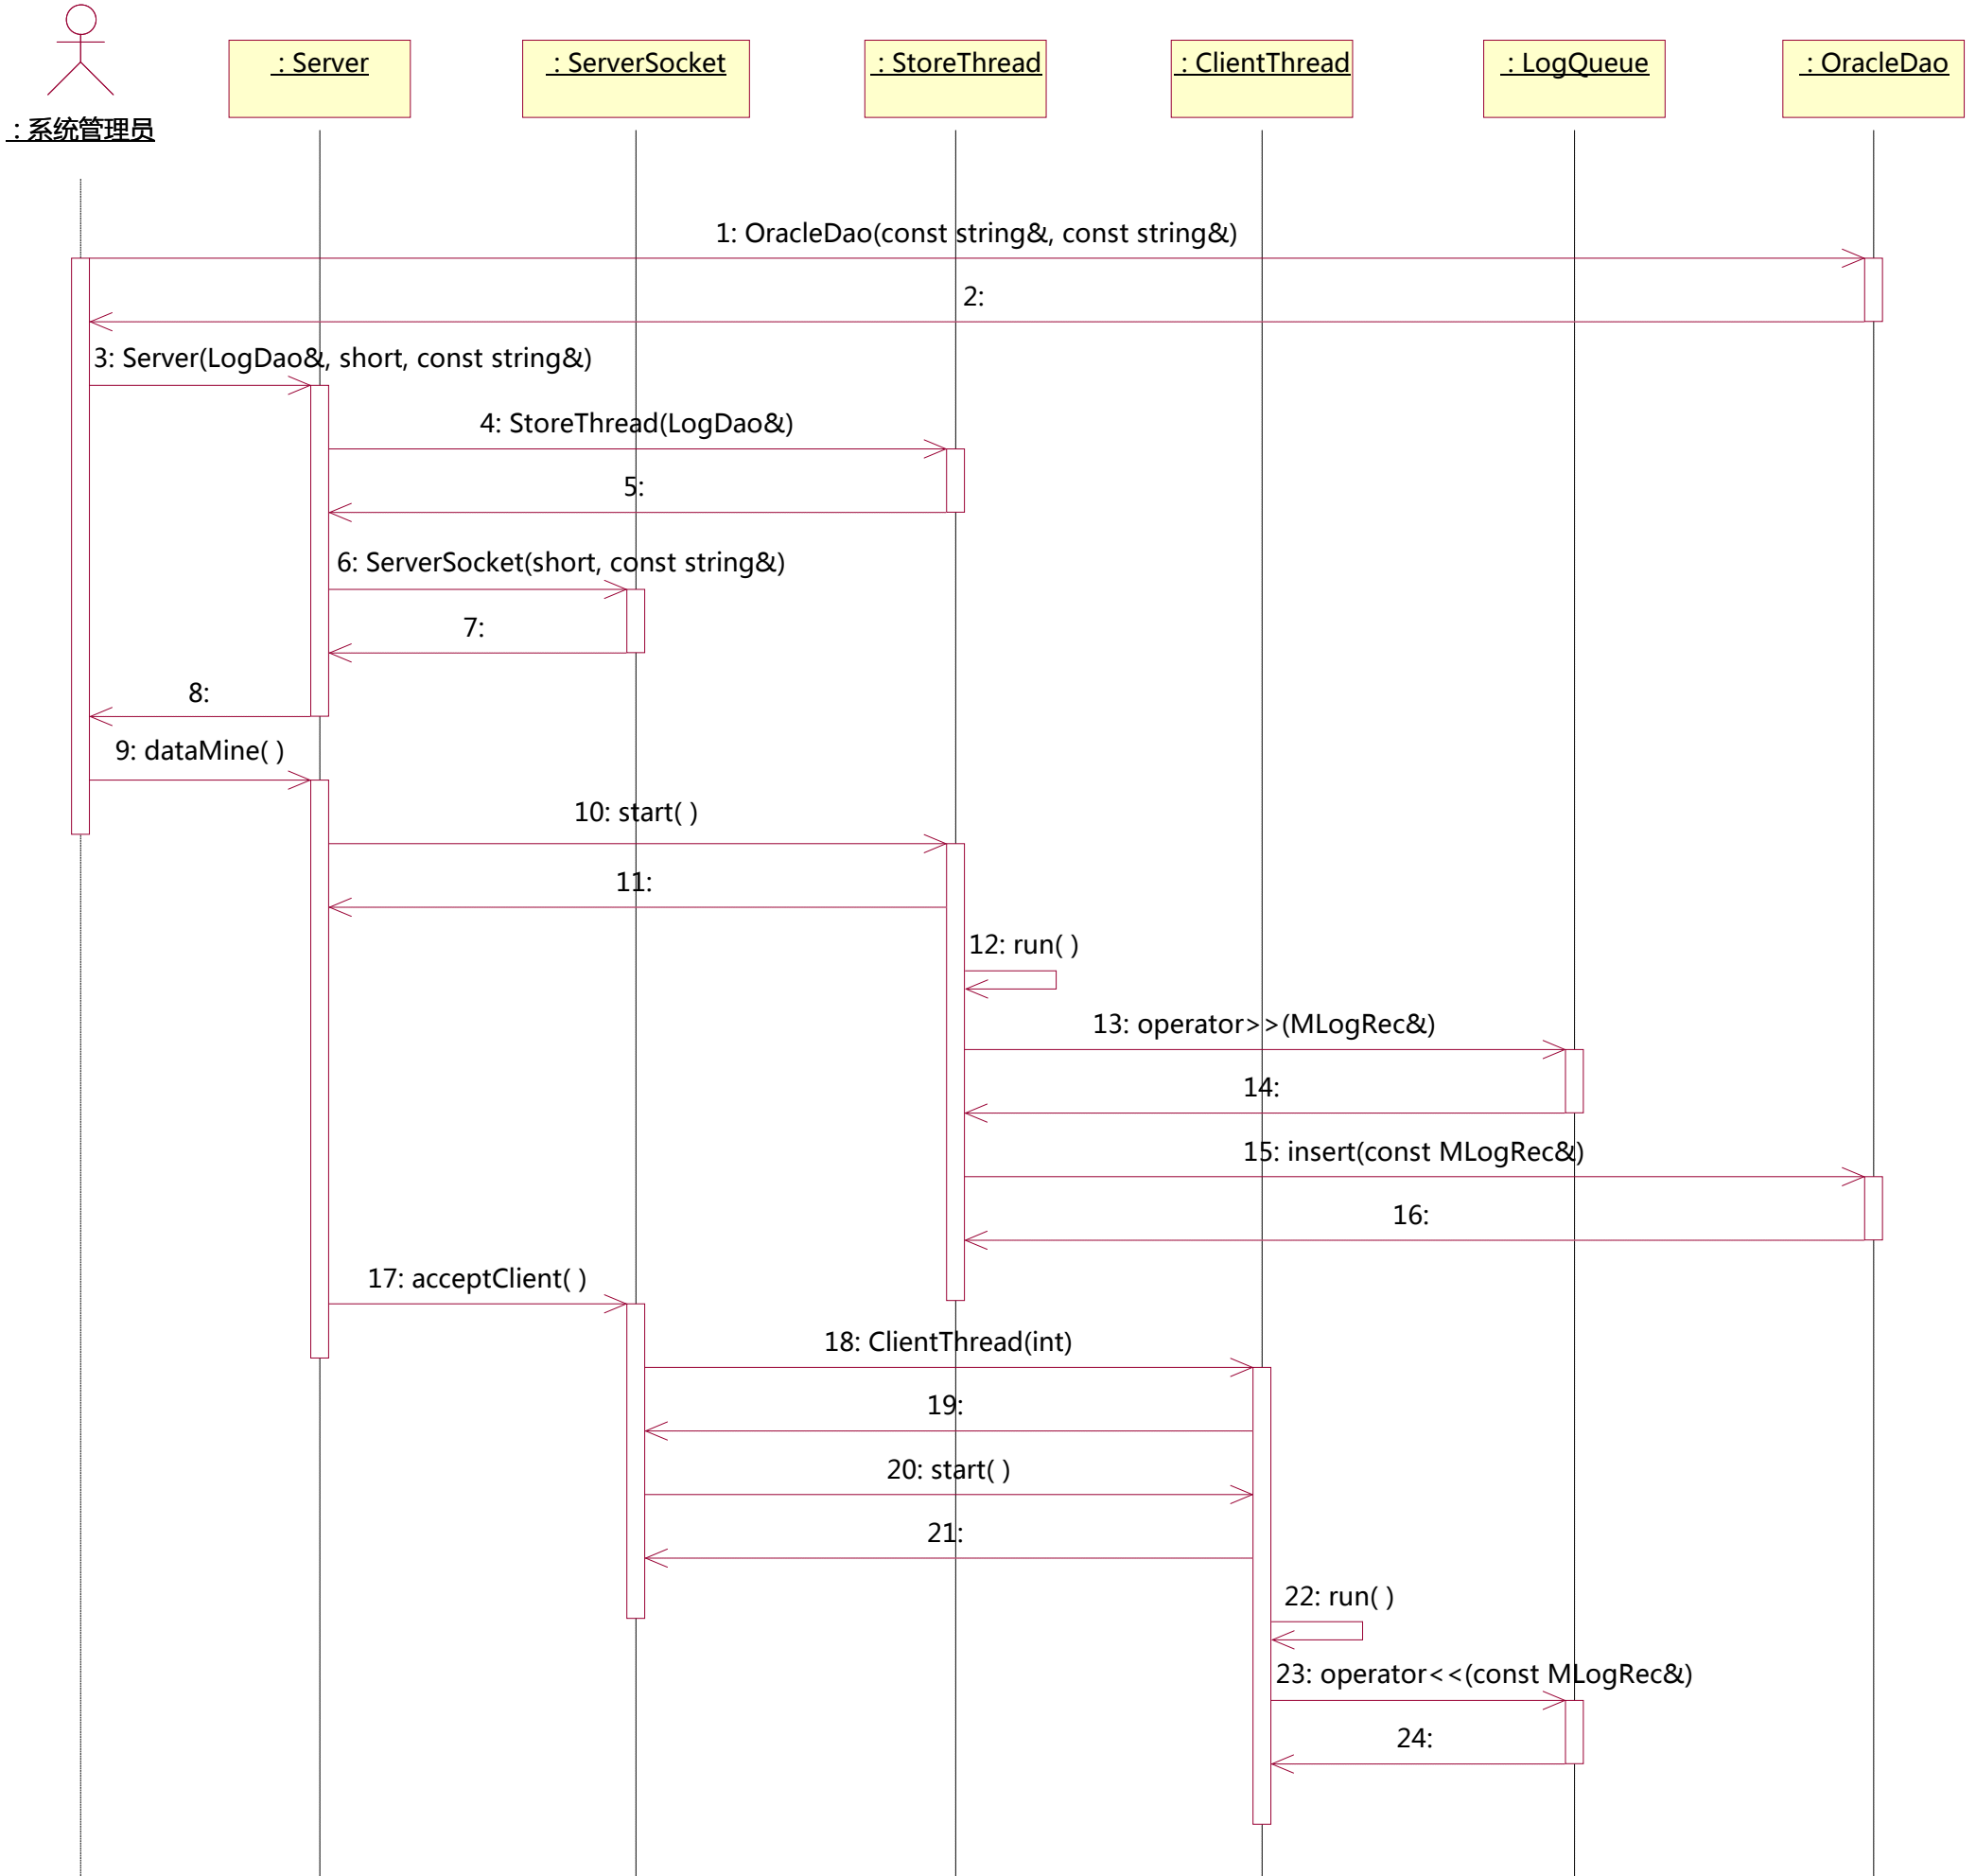 : Server
: ServerSocket
: StoreThread
: ClientThread
: LogQueue
: OracleDao
: 系统管理员
1: OracleDao(const string&, const string&)
2:
3: Server(LogDao&, short, const string&)
4: StoreThread(LogDao&)
5:
6: ServerSocket(short, const string&)
7:
8:
9: dataMine( )
10: start( )
11:
12: run( )
13: operator>>(MLogRec&)
14:
15: insert(const MLogRec&)
16:
17: acceptClient( )
18: ClientThread(int)
19:
20: start( )
21:
22: run( )
23: operator<<(const MLogRec&)
24: